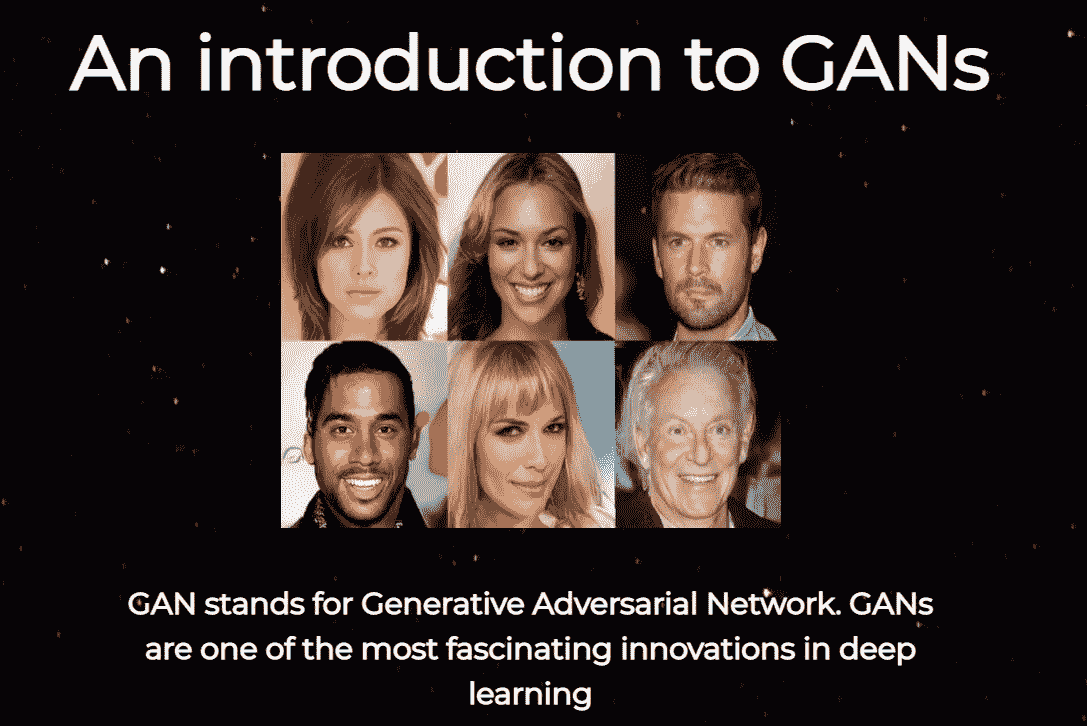 An introduction to GANs
GAN stands for Generative Adversarial Network. GANs
are one of the most fascinating innovations in deep
learning